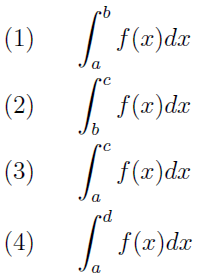 (1) ∫_a^b f(x)dx
(2) ∫_b^c f(x)dx
(3) ∫_a^c f(x)dx
(4) ∫_a^d f(x)dx